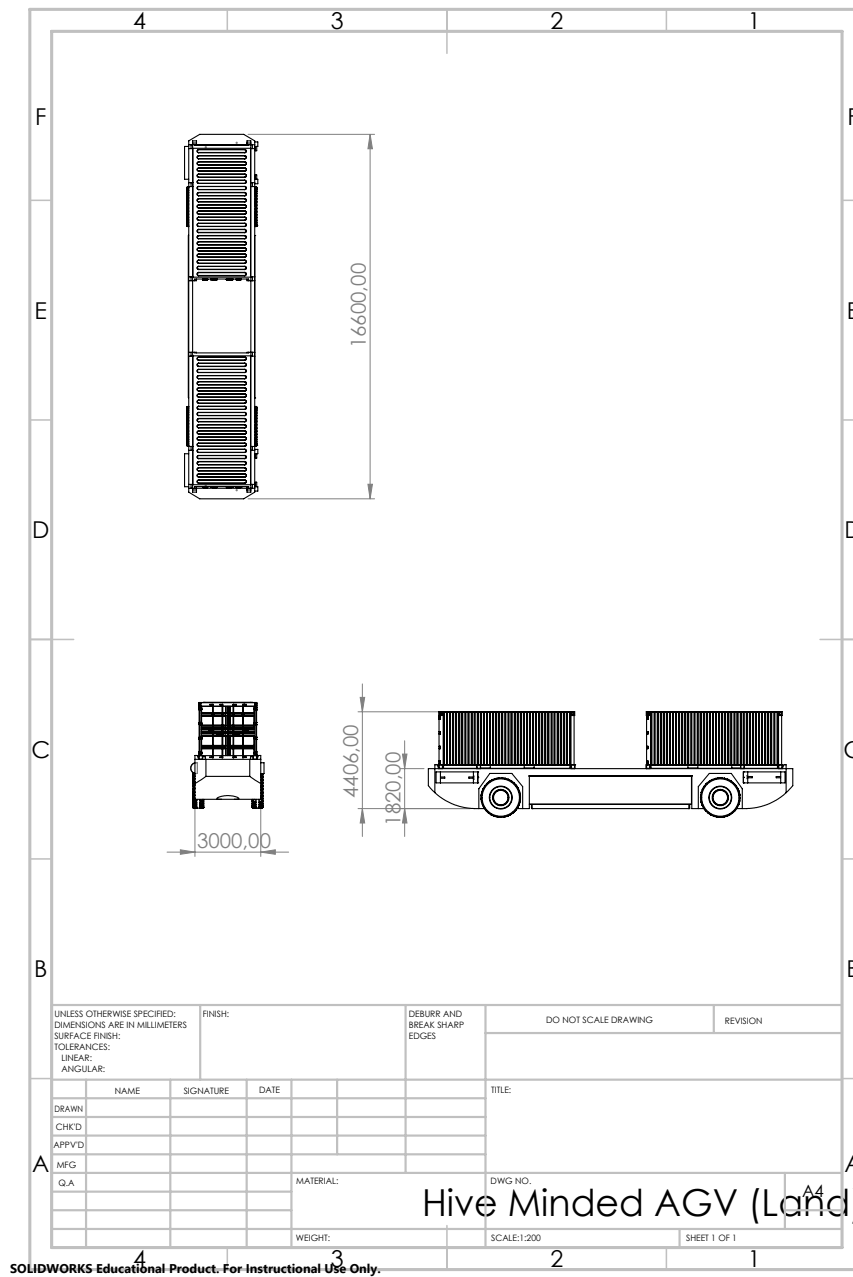 4 3 2 1
F F
E E
D D
C C
B B
A A
16600,00
4406,00
1820,00
3000,00
UNLESS OTHERWISE SPECIFIED:
DIMENSIONS ARE IN MILLIMETERS
SURFACE FINISH:
TOLERANCES:
LINEAR:
ANGULAR:
FINISH:
DEBURR AND
BREAK SHARP
EDGES
DO NOT SCALE DRAWING
REVISION
NAME SIGNATURE DATE
TITLE:
DRAWN
CHK'D
APPV'D
MFG
Q.A
MATERIAL:
DWG NO.
Hive Minded AGV (Land)
A4
WEIGHT:
SCALE:1:200
SHEET 1 OF 1
4 3 2 1
SOLIDWORKS Educational Product. For Instructional Use Only.